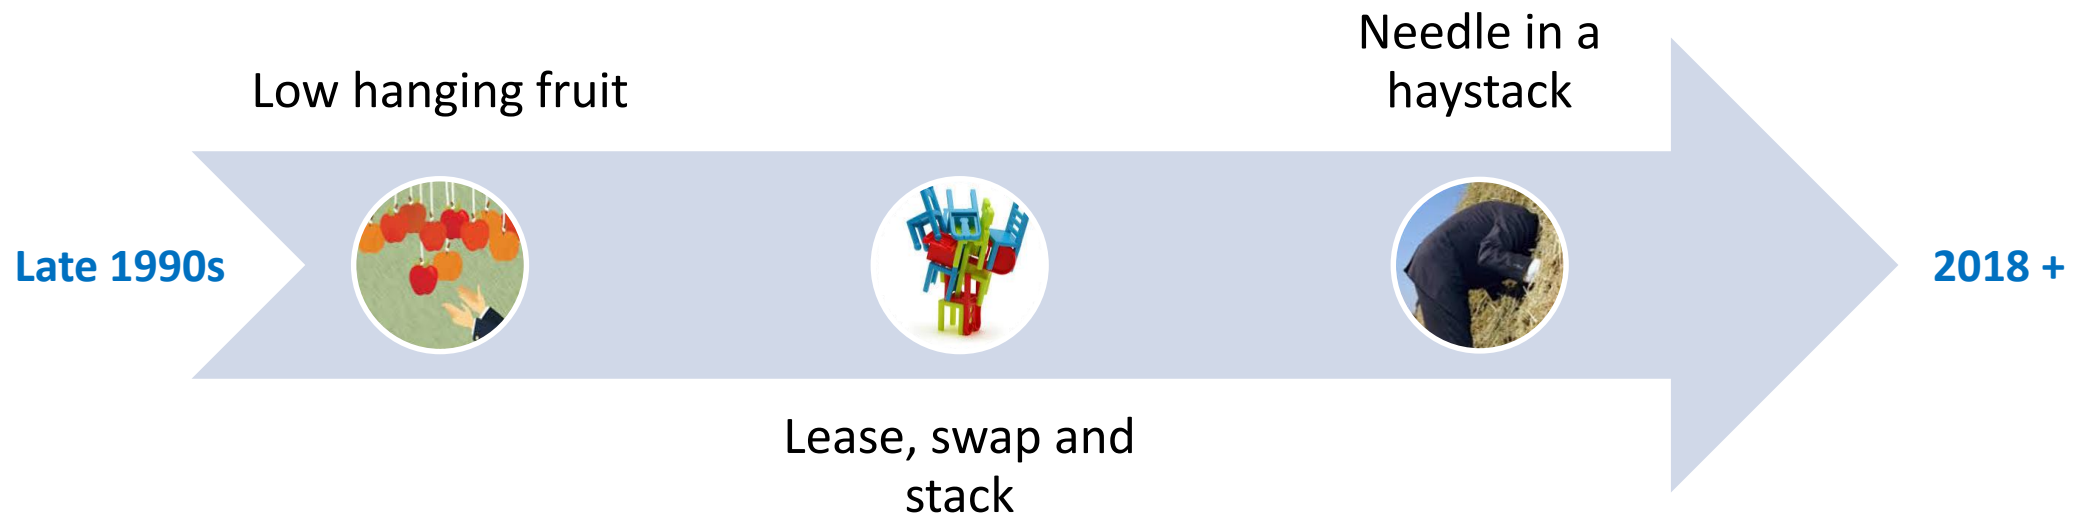 Low hanging fruit
Needle in a
haystack
Late 1990s
2018 +
Lease, swap and
stack